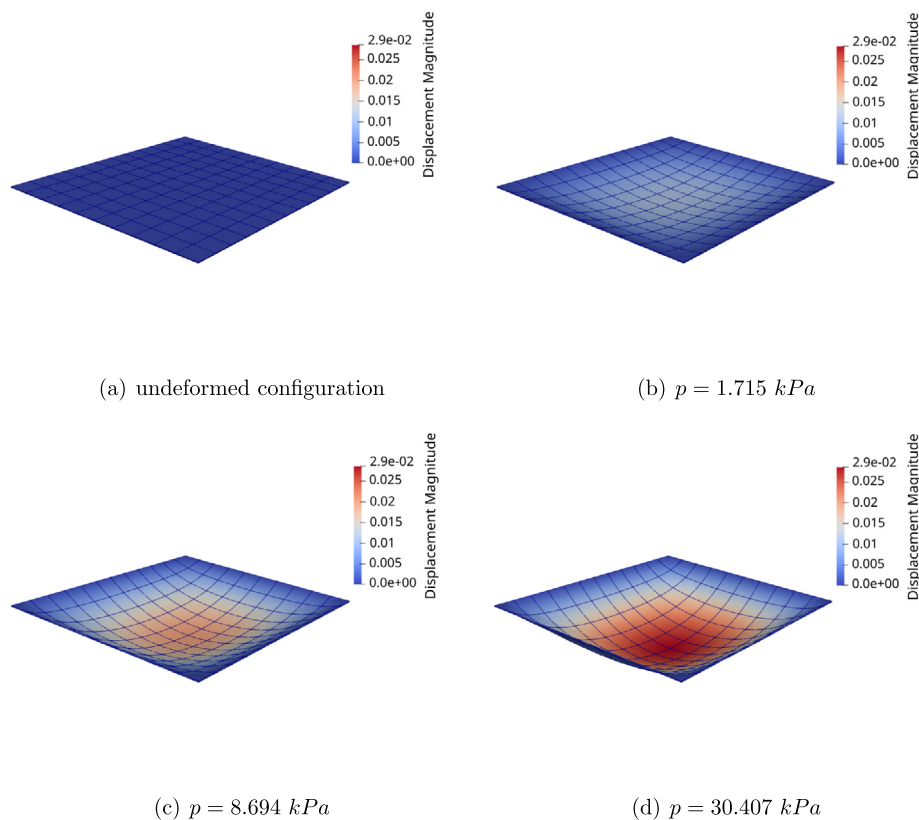 2.9e-02
0.025
0.02
0.015
0.01
0.005
0.0e+00
Displacement Magnitude
2.9e-02
0.025
0.02
0.015
0.01
0.005
0.0e+00
Displacement Magnitude
(a) undeformed configuration
(b) p = 1.715 kPa
2.9e-02
0.025
0.02
0.015
0.01
0.005
0.0e+00
Displacement Magnitude
2.9e-02
0.025
0.02
0.015
0.01
0.005
0.0e+00
Displacement Magnitude
(c) p = 8.694 kPa
(d) p = 30.407 kPa